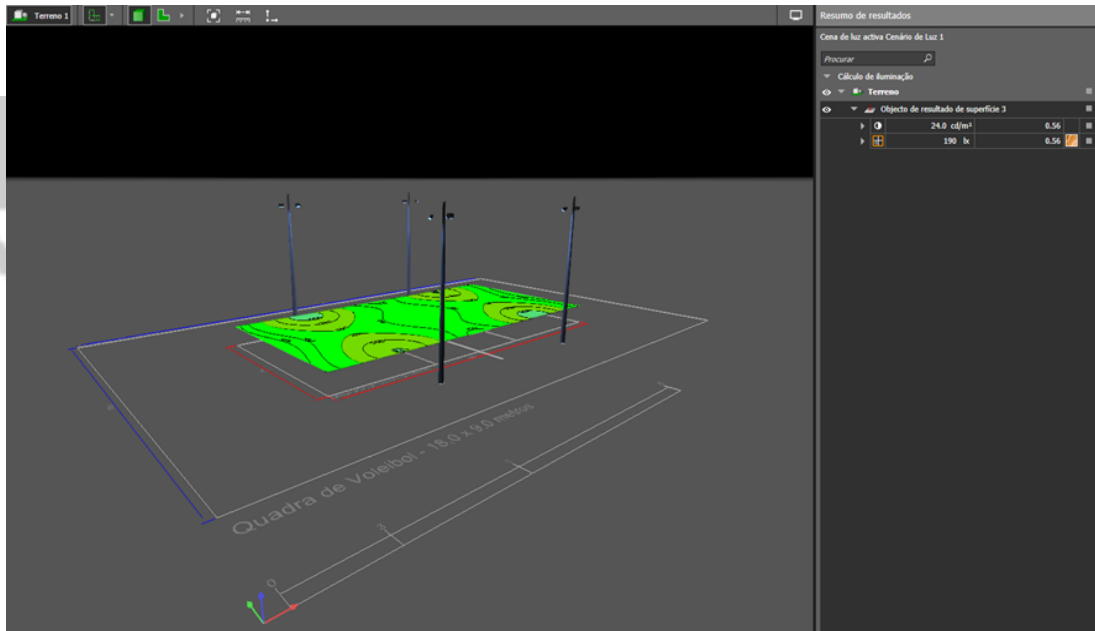 Terreno 1
Resumo de resultados
Cena de luz activa Cenário de Luz 1
Procurar
Cálculo de iluminação
Terreno
Objecto de resultado de superfície 3
24.0 cd/m² 0.56
190 lx 0.56
Quadra de Voleibol - 18.0 x 9.0 metros
0
3